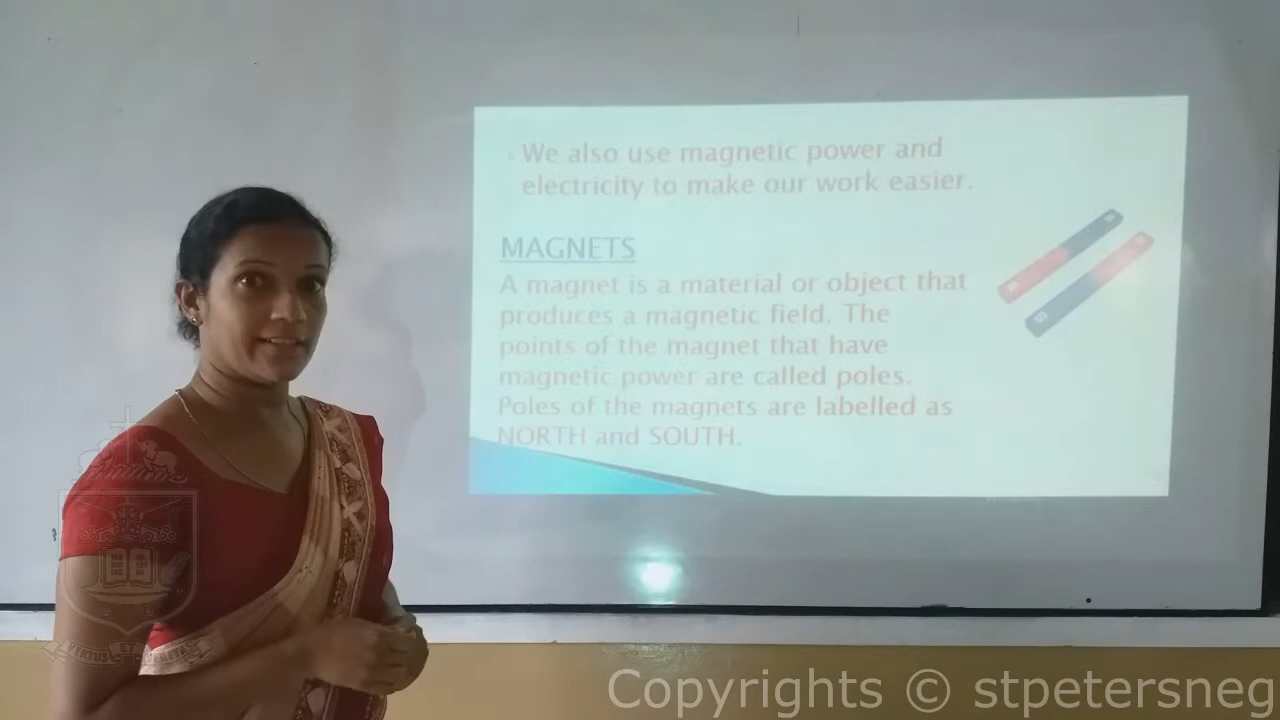 We also use magnetic power and
electricity to make our work easier.
MAGNETS
A magnet is a material or object that
produces a magnetic field. The
points of the magnet that have
magnetic power are called poles.
Poles of the magnets are labelled as
NORTH and SOUTH.
S
VIRTUS ET
Copyrights © stpetersneg